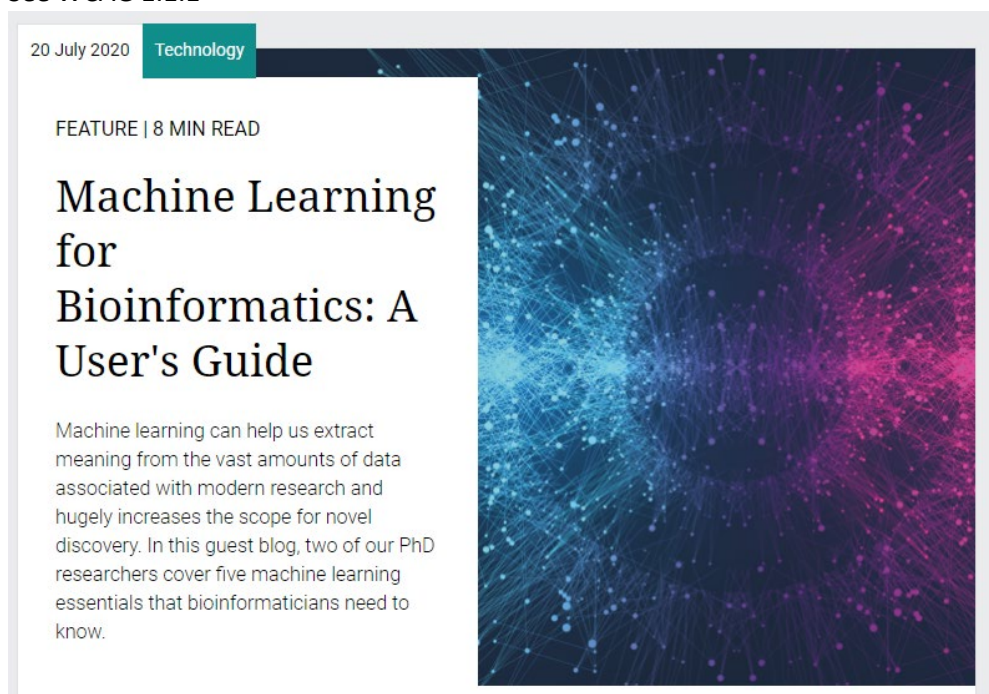 20 July 2020 Technology
FEATURE | 8 MIN READ
Machine Learning
for
Bioinformatics: A
User's Guide
Machine learning can help us extract
meaning from the vast amounts of data
associated with modern research and
hugely increases the scope for novel
discovery. In this guest blog, two of our PhD
researchers cover five machine learning
essentials that bioinformaticians need to
know.